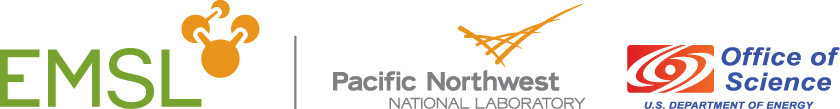 EMSL
Pacific Northwest
NATIONAL LABORATORY
Office of
Science
U.S. DEPARTMENT OF ENERGY